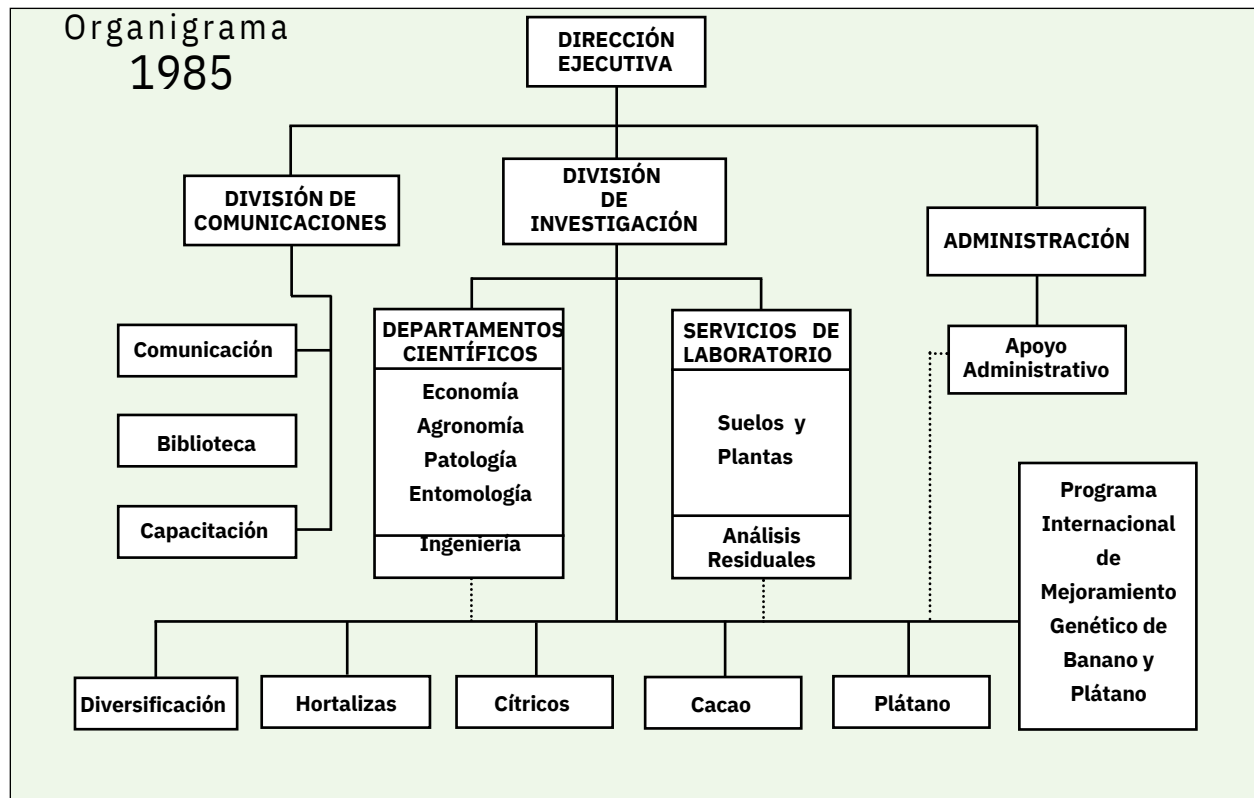 Organigrama
1985
DIRECCIÓN
EJECUTIVA
DIVISIÓN DE
COMUNICACIONES
DIVISIÓN
DE
INVESTIGACIÓN
ADMINISTRACIÓN
Comunicación
Biblioteca
Capacitación
DEPARTAMENTOS
CIENTÍFICOS
Economía
Agronomía
Patología
Entomología
Ingeniería
SERVICIOS DE
LABORATORIO
Suelos y
Plantas
Análisis
Residuales
Apoyo
Administrativo
Programa
Internacional
de
Mejoramiento
Genético de
Banano y
Plátano
Diversificación
Hortalizas
Cítricos
Cacao
Plátano